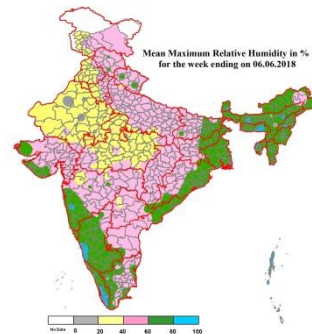 Mean Maximum Relative Humidity in %
for the week ending on 06.06.2018
No Data 0 20 40 60 80 100